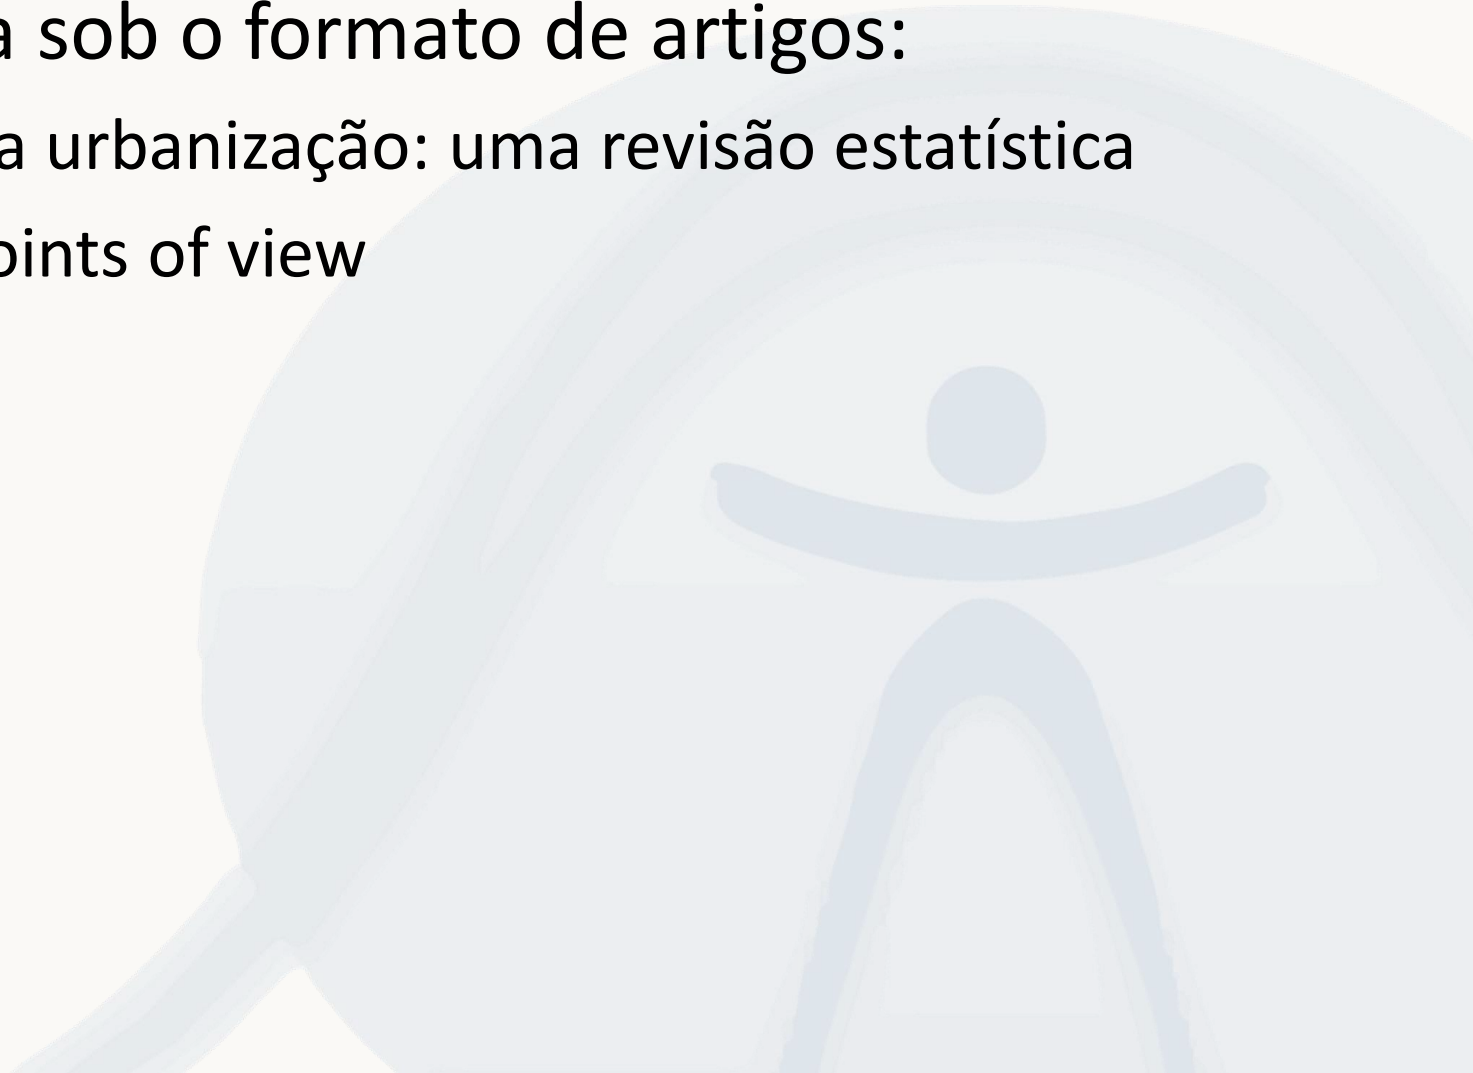 a sob o formato de artigos:
a urbanização: uma revisão estatística
oints of view